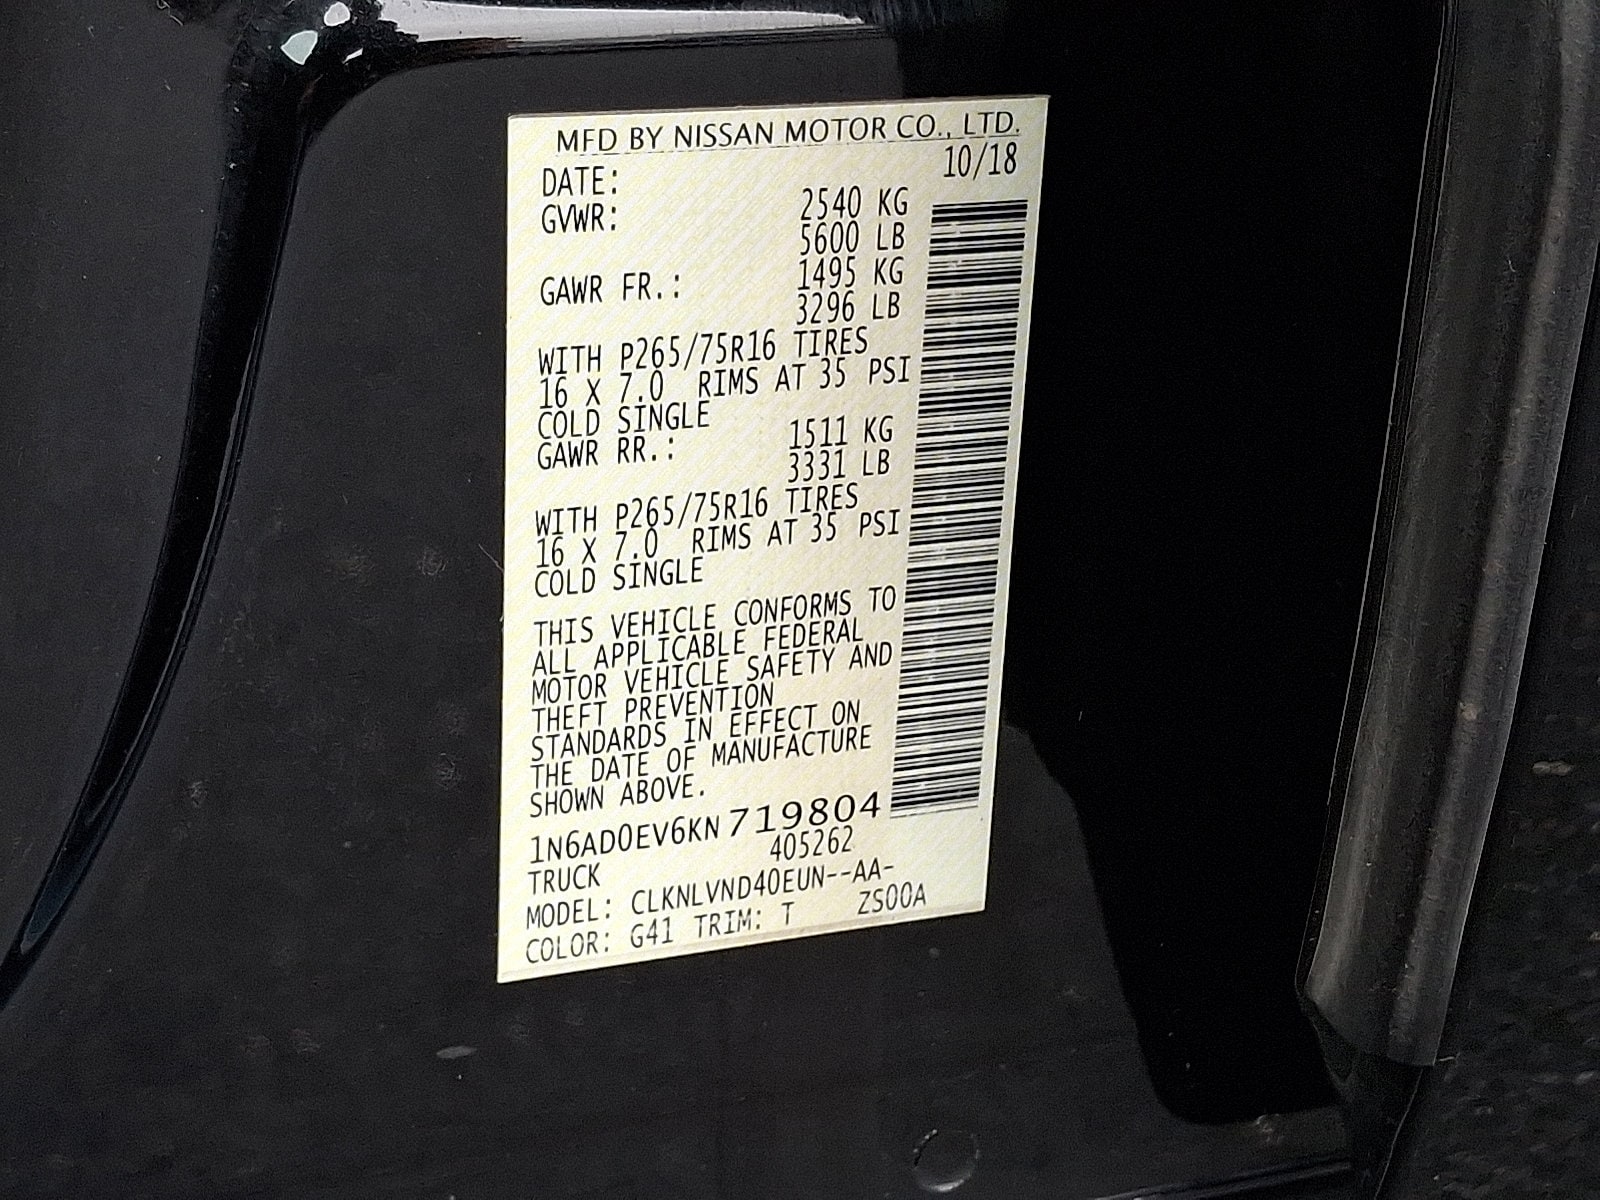 MFD BY NISSAN MOTOR CO., LTD.
DATE: 10/18
GVWR: 2540 KG
5600 LB
GAWR FR.: 1495 KG
3296 LB
WITH P265/75R16 TIRES
16 X 7.0 RIMS AT 35 PSI
COLD SINGLE
GAWR RR.: 1511 KG
3331 LB
WITH P265/75R16 TIRES
16 X 7.0 RIMS AT 35 PSI
COLD SINGLE
THIS VEHICLE CONFORMS TO
ALL APPLICABLE FEDERAL
MOTOR VEHICLE SAFETY AND
THEFT PREVENTION
STANDARDS IN EFFECT ON
THE DATE OF MANUFACTURE
SHOWN ABOVE.
1N6AD0EV6KN719804
TRUCK 405262
MODEL: CLKNLVND40EUN--AA-
COLOR: G41 TRIM: T ZS00A